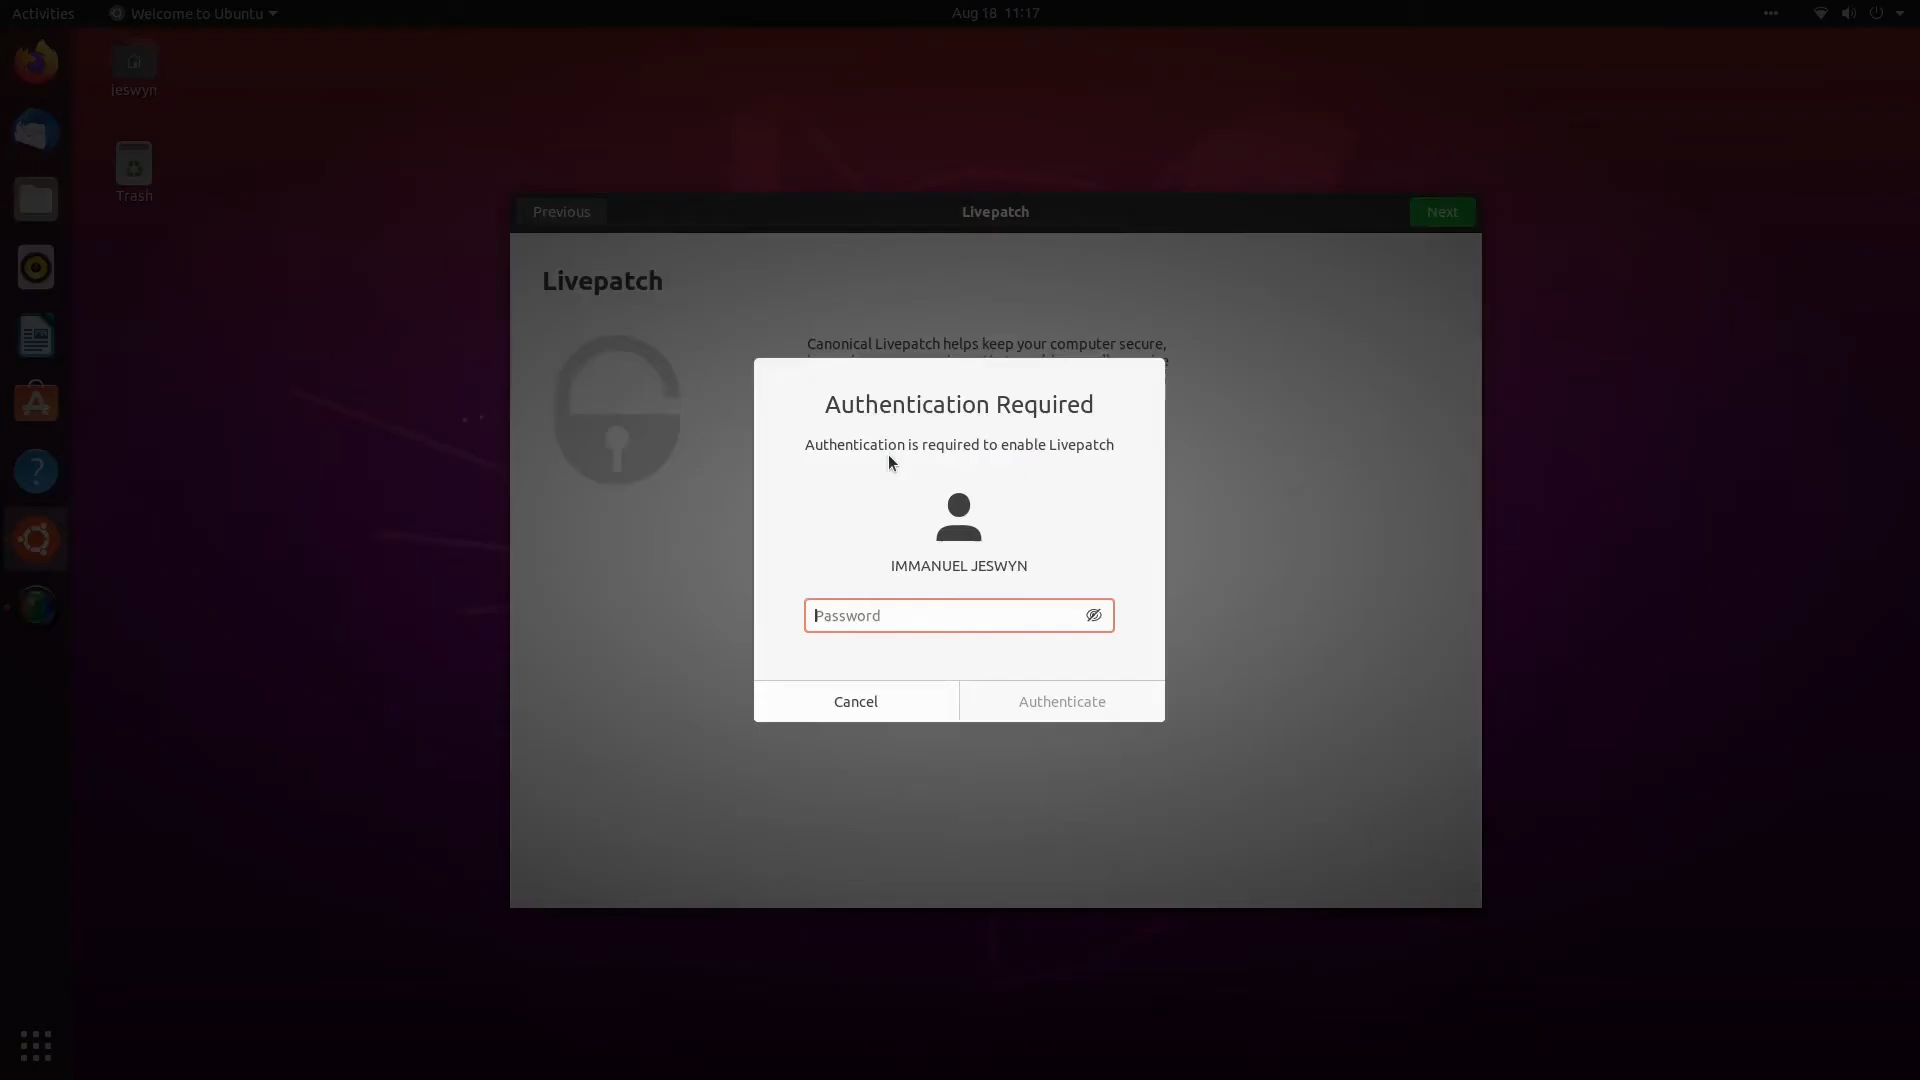 Activities
Welcome to Ubuntu
Aug 18 11:17
jeswyn
Trash
Previous
Livepatch
Next
Livepatch
Canonical Livepatch helps keep your computer secure,
Authentication Required
Authentication is required to enable Livepatch
IMMANUEL JESWYN
Password
Cancel
Authenticate